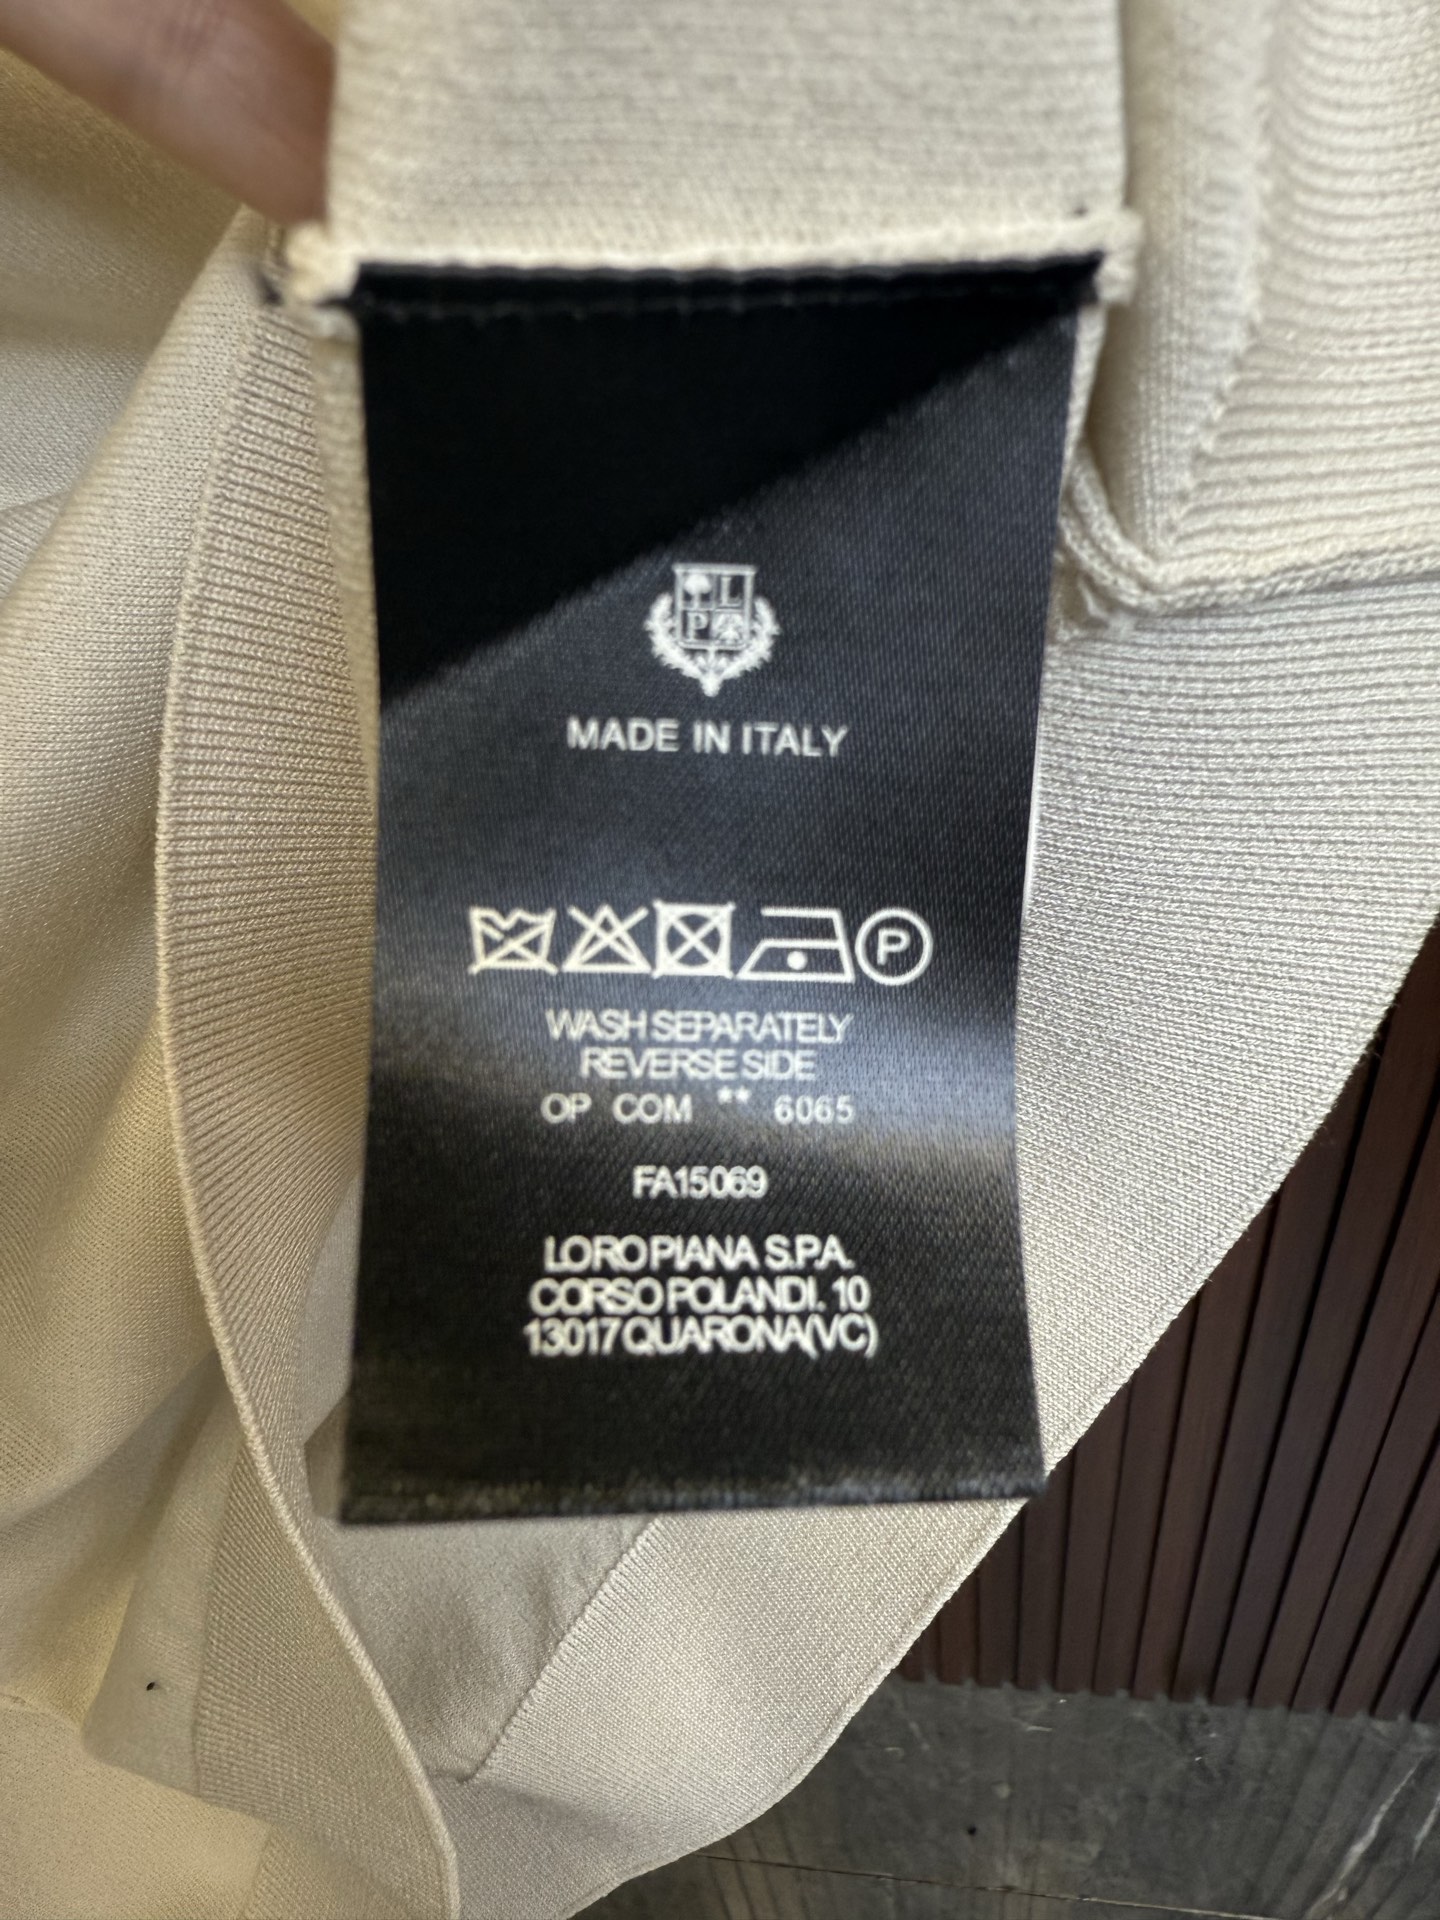 L
P
MADE IN ITALY
P
WASH SEPARATELY
REVERSE SIDE
OP COM ** 6065
FA15069
LORO PIANA S.P.A.
CORSO POLANDI. 10
13017 QUARONA(VC)